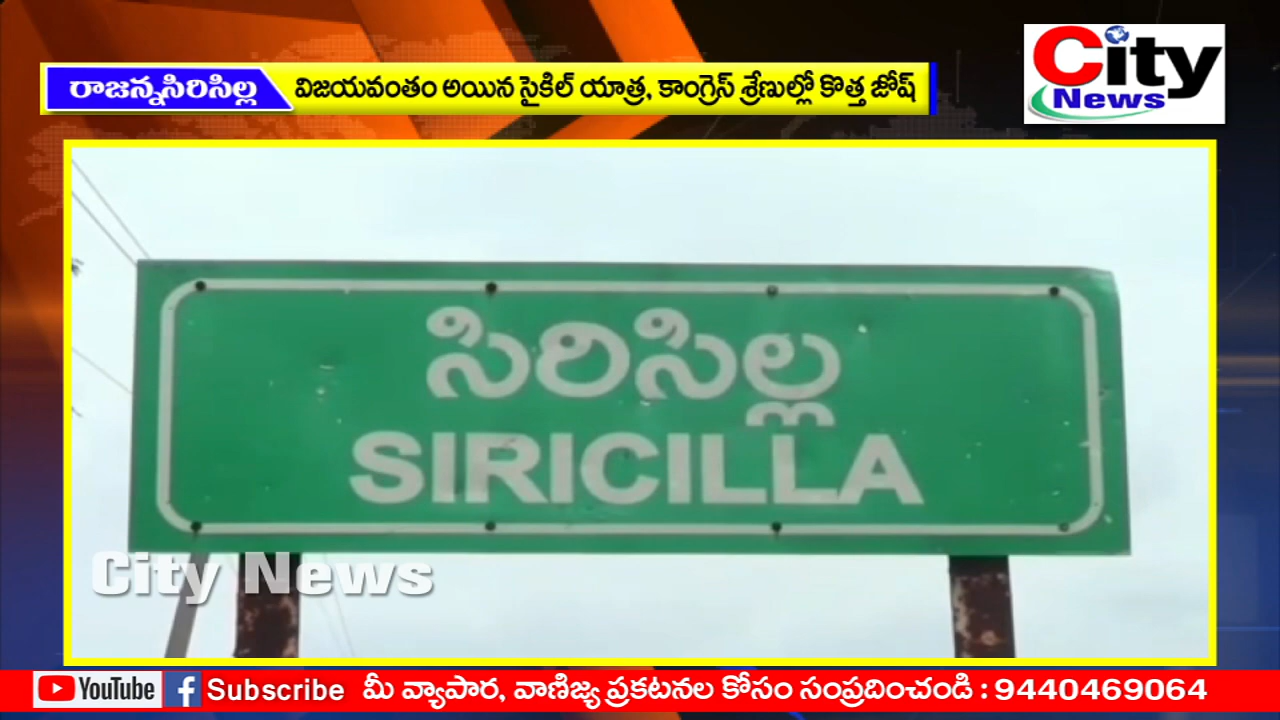 రాజన్నసిరిసిల్ల
విజయవంతం అయిన సైకిల్ యాత్ర, కాంగ్రెస్ శ్రేణుల్లో కొత్త జోష్
City
News
సిరిసిల్ల
SIRICILLA
City News
YouTube f Subscribe మీ వ్యాపార, వాణిజ్య ప్రకటనల కోసం సంప్రదించండి : 9440469064